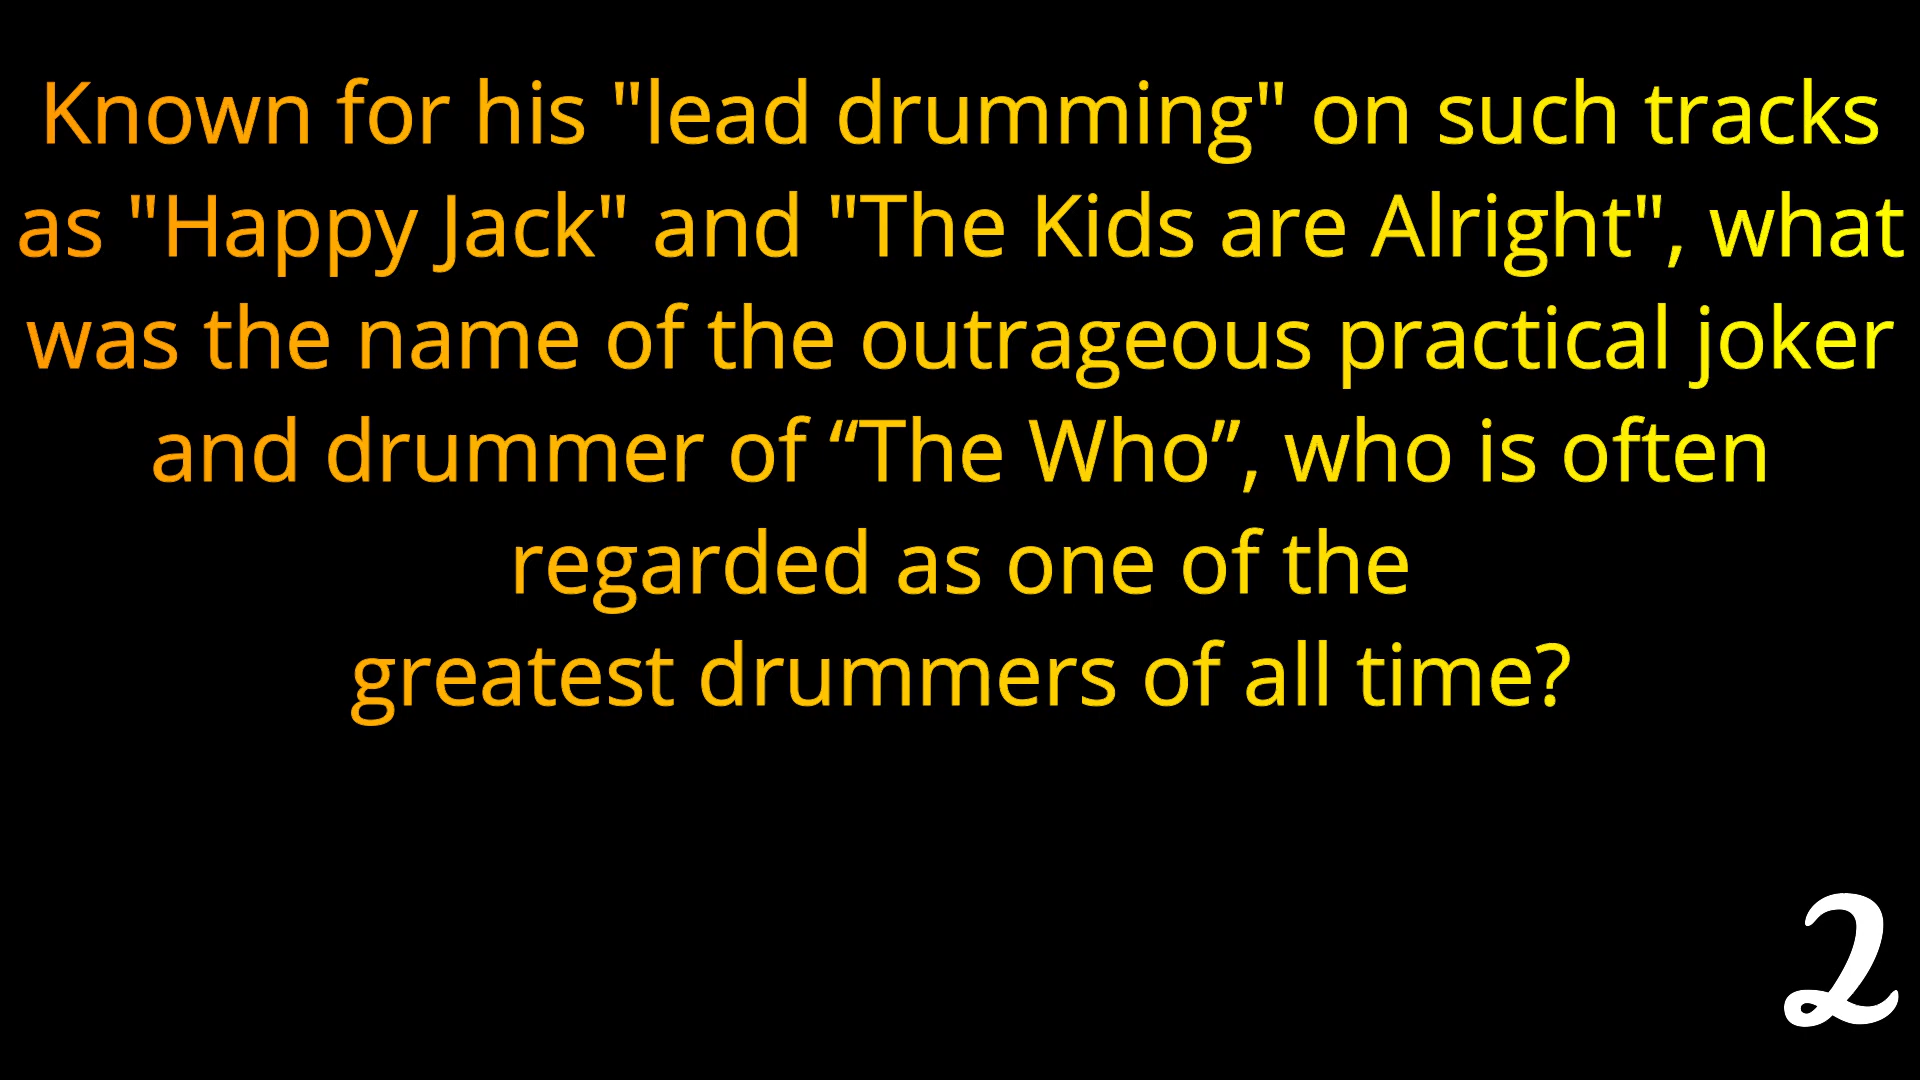 Known for his "lead drumming" on such tracks
as "Happy Jack" and "The Kids are Alright", what
was the name of the outrageous practical joker
and drummer of “The Who”, who is often
regarded as one of the
greatest drummers of all time?
2